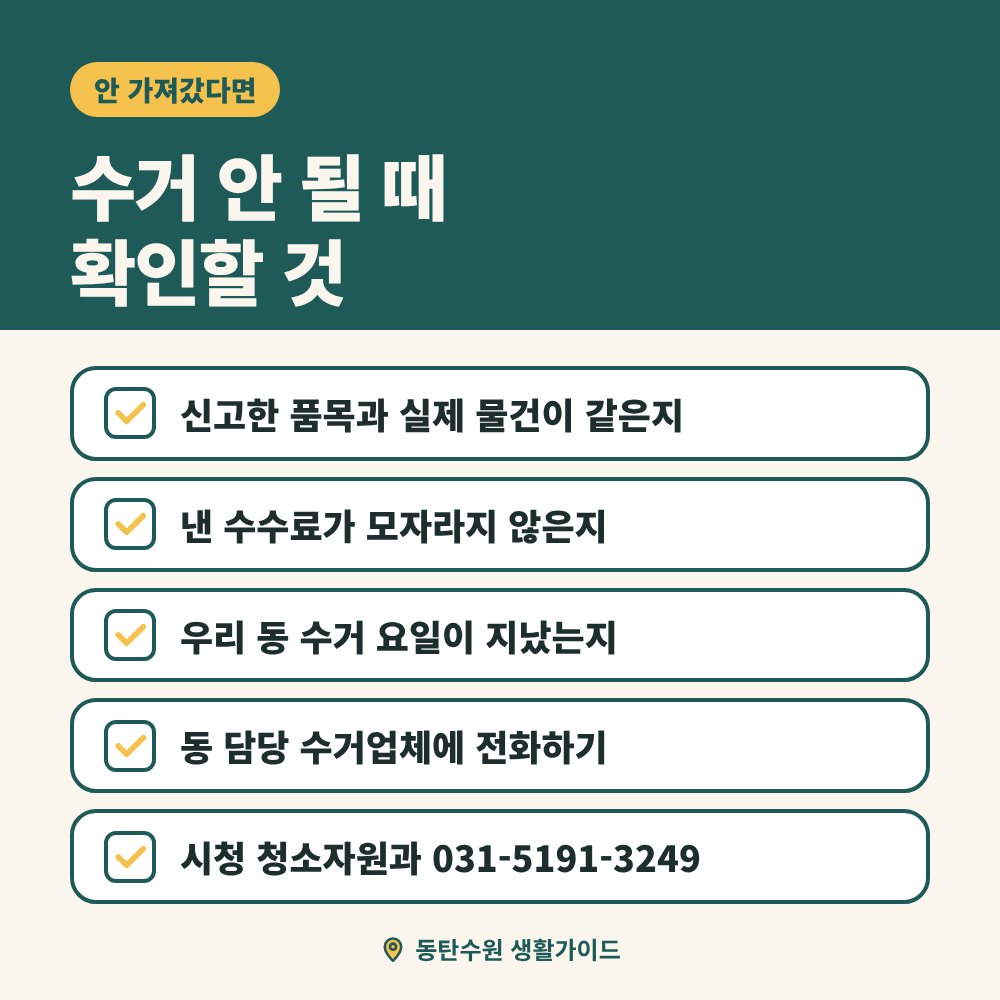 안 가져갔다면
수거 안 될 때
확인할 것
신고한 품목과 실제 물건이 같은지
낸 수수료가 모자라지 않은지
우리 동 수거 요일이 지났는지
동 담당 수거업체에 전화하기
시청 청소자원과 031-5191-3249
동탄수원 생활가이드